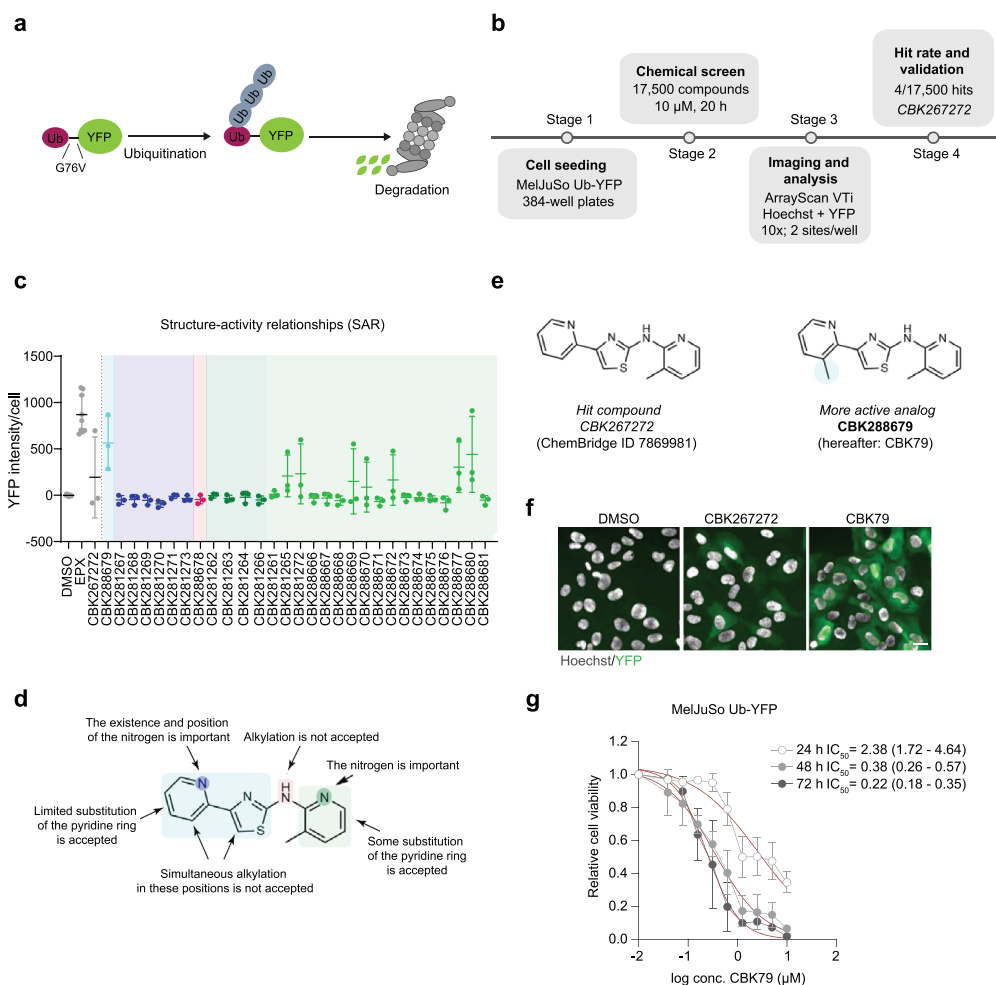 a
Ub
Ub
Ub
Ub
YFP
G76V
Ubiquitination
Ub
YFP
Degradation
b
Stage 1
Cell seeding
MelJuSo Ub-YFP
384-well plates
Chemical screen
17,500 compounds
10 µM, 20 h
Stage 2
Stage 3
Imaging and
analysis
ArrayScan VTi
Hoechst + YFP
10x; 2 sites/well
Hit rate and
validation
4/17,500 hits
CBK267272
Stage 4
c
Structure-activity relationships (SAR)
YFP intensity/cell
1500
1000
500
0
-500
DMSO
EPX
CBK267272
CBK288679
CBK281267
CBK281268
CBK281269
CBK281270
CBK281271
CBK281273
CBK288678
CBK281262
CBK281263
CBK281264
CBK281266
CBK281261
CBK281265
CBK281272
CBK288666
CBK288667
CBK288668
CBK288669
CBK288670
CBK288671
CBK288672
CBK288673
CBK288674
CBK288675
CBK288676
CBK288677
CBK288680
CBK288681
d
The existence and position
of the nitrogen is important
Alkylation is not accepted
The nitrogen is important
Limited substitution
of the pyridine ring
is accepted
Simultaneous alkylation
in these positions is not accepted
Some substitution
of the pyridine ring
is accepted
N
N
S
H
N
N
e
N
N
S
H
N
N
Hit compound
CBK267272
(ChemBridge ID 7869981)
N
N
S
H
N
N
More active analog
CBK288679
(hereafter: CBK79)
f
DMSO
CBK267272
CBK79
Hoechst/YFP
g
MelJuSo Ub-YFP
24 h IC50= 2.38 (1.72 - 4.64)
48 h IC50= 0.38 (0.26 - 0.57)
72 h IC50= 0.22 (0.18 - 0.35)
Relative cell viability
1.2
1.0
0.8
0.6
0.4
0.2
0.0
-2
-1
0
1
2
log conc. CBK79 (µM)